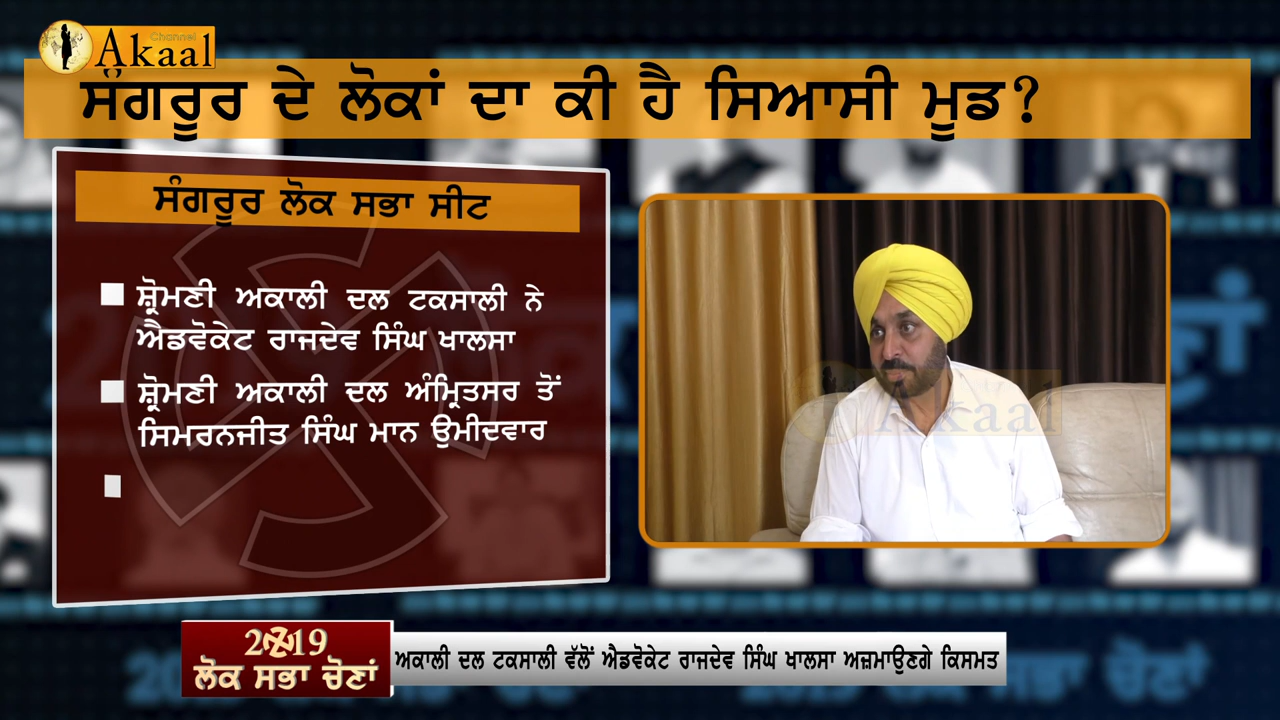 Channel
Akaal
ਸੰਗਰੂਰ ਦੇ ਲੋਕਾਂ ਦਾ ਕੀ ਹੈ ਸਿਆਸੀ ਮੂਡ?
ਸੰਗਰੂਰ ਲੋਕ ਸਭਾ ਸੀਟ
ਸ਼੍ਰੋਮਣੀ ਅਕਾਲੀ ਦਲ ਟਕਸਾਲੀ ਨੇ
ਐਡਵੋਕੇਟ ਰਾਜਦੇਵ ਸਿੰਘ ਖਾਲਸਾ
ਸ਼੍ਰੋਮਣੀ ਅਕਾਲੀ ਦਲ ਅੰਮ੍ਰਿਤਸਰ ਤੋਂ
ਸਿਮਰਨਜੀਤ ਸਿੰਘ ਮਾਨ ਉਮੀਦਵਾਰ
Akaal
2019
ਲੋਕ ਸਭਾ ਚੋਣਾਂ
ਅਕਾਲੀ ਦਲ ਟਕਸਾਲੀ ਵੱਲੋਂ ਐਡਵੋਕੇਟ ਰਾਜਦੇਵ ਸਿੰਘ ਖਾਲਸਾ ਅਜ਼ਮਾਉਣਗੇ ਕਿਸਮਤ